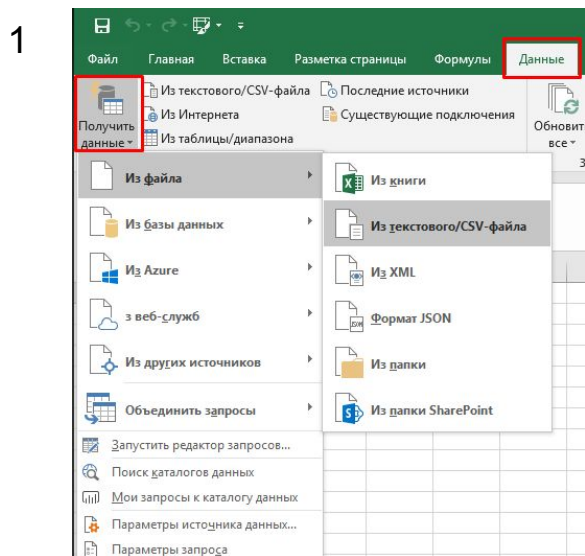 1
Файл Главная Вставка Разметка страницы Формулы Данные
Получить данные
Из текстового/CSV-файла
Из Интернета
Из таблицы/диапазона
Последние источники
Существующие подключения
Обновить
все
Из файла
Из базы данных
Из Azure
з веб-служб
Из других источников
Объединить запросы
Запустить редактор запросов...
Поиск каталогов данных
Мои запросы к каталогу данных
Параметры источника данных...
Параметры запроса
Из книги
Из текстового/CSV-файла
Из XML
Формат JSON
Из папки
Из папки SharePoint